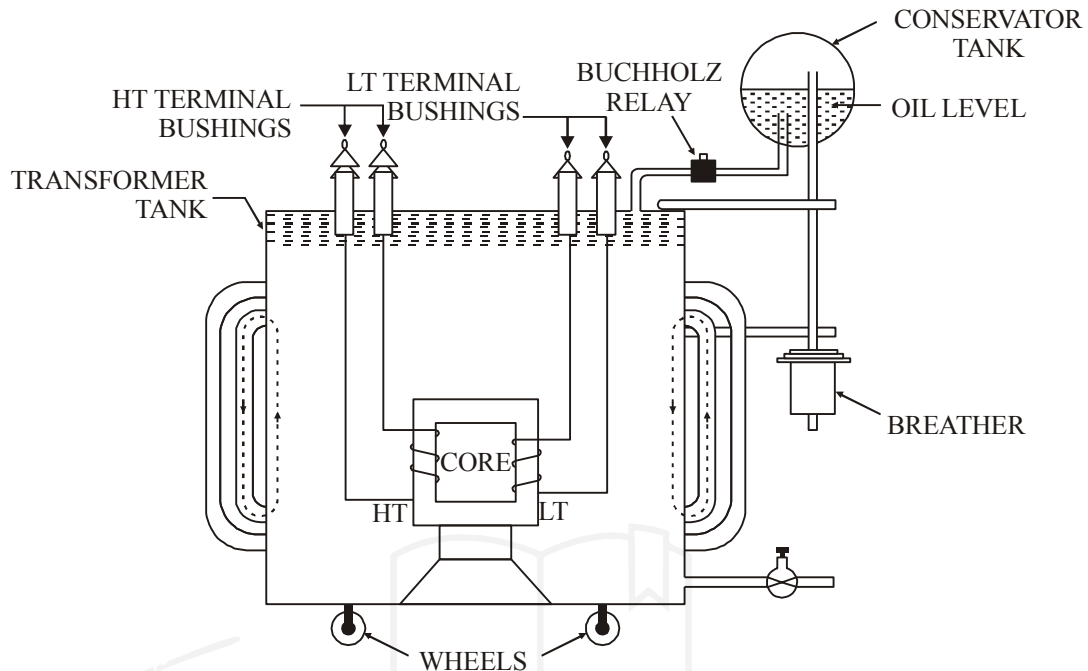 CONSERVATOR
TANK
LT TERMINAL
BUSHINGS
BUCHHOLZ
RELAY
HT TERMINAL
BUSHINGS
OIL LEVEL
TRANSFORMER
TANK
BREATHER
CORE
HT
LT
WHEELS